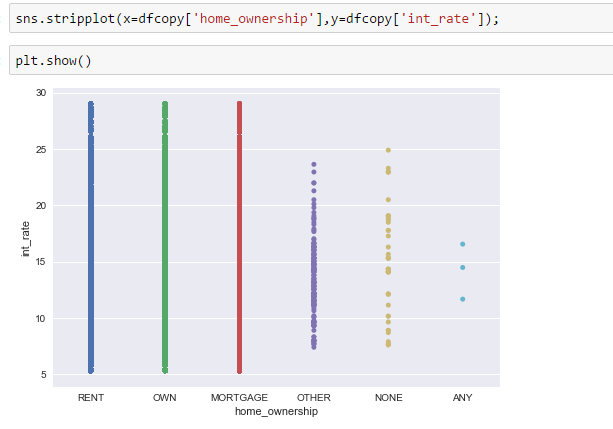 sns.stripplot(x=dfcopy['home_ownership'],y=dfcopy['int_rate']);
plt.show()
30
25
20
15
10
5
int_rate
RENT OWN MORTGAGE OTHER NONE ANY
home_ownership